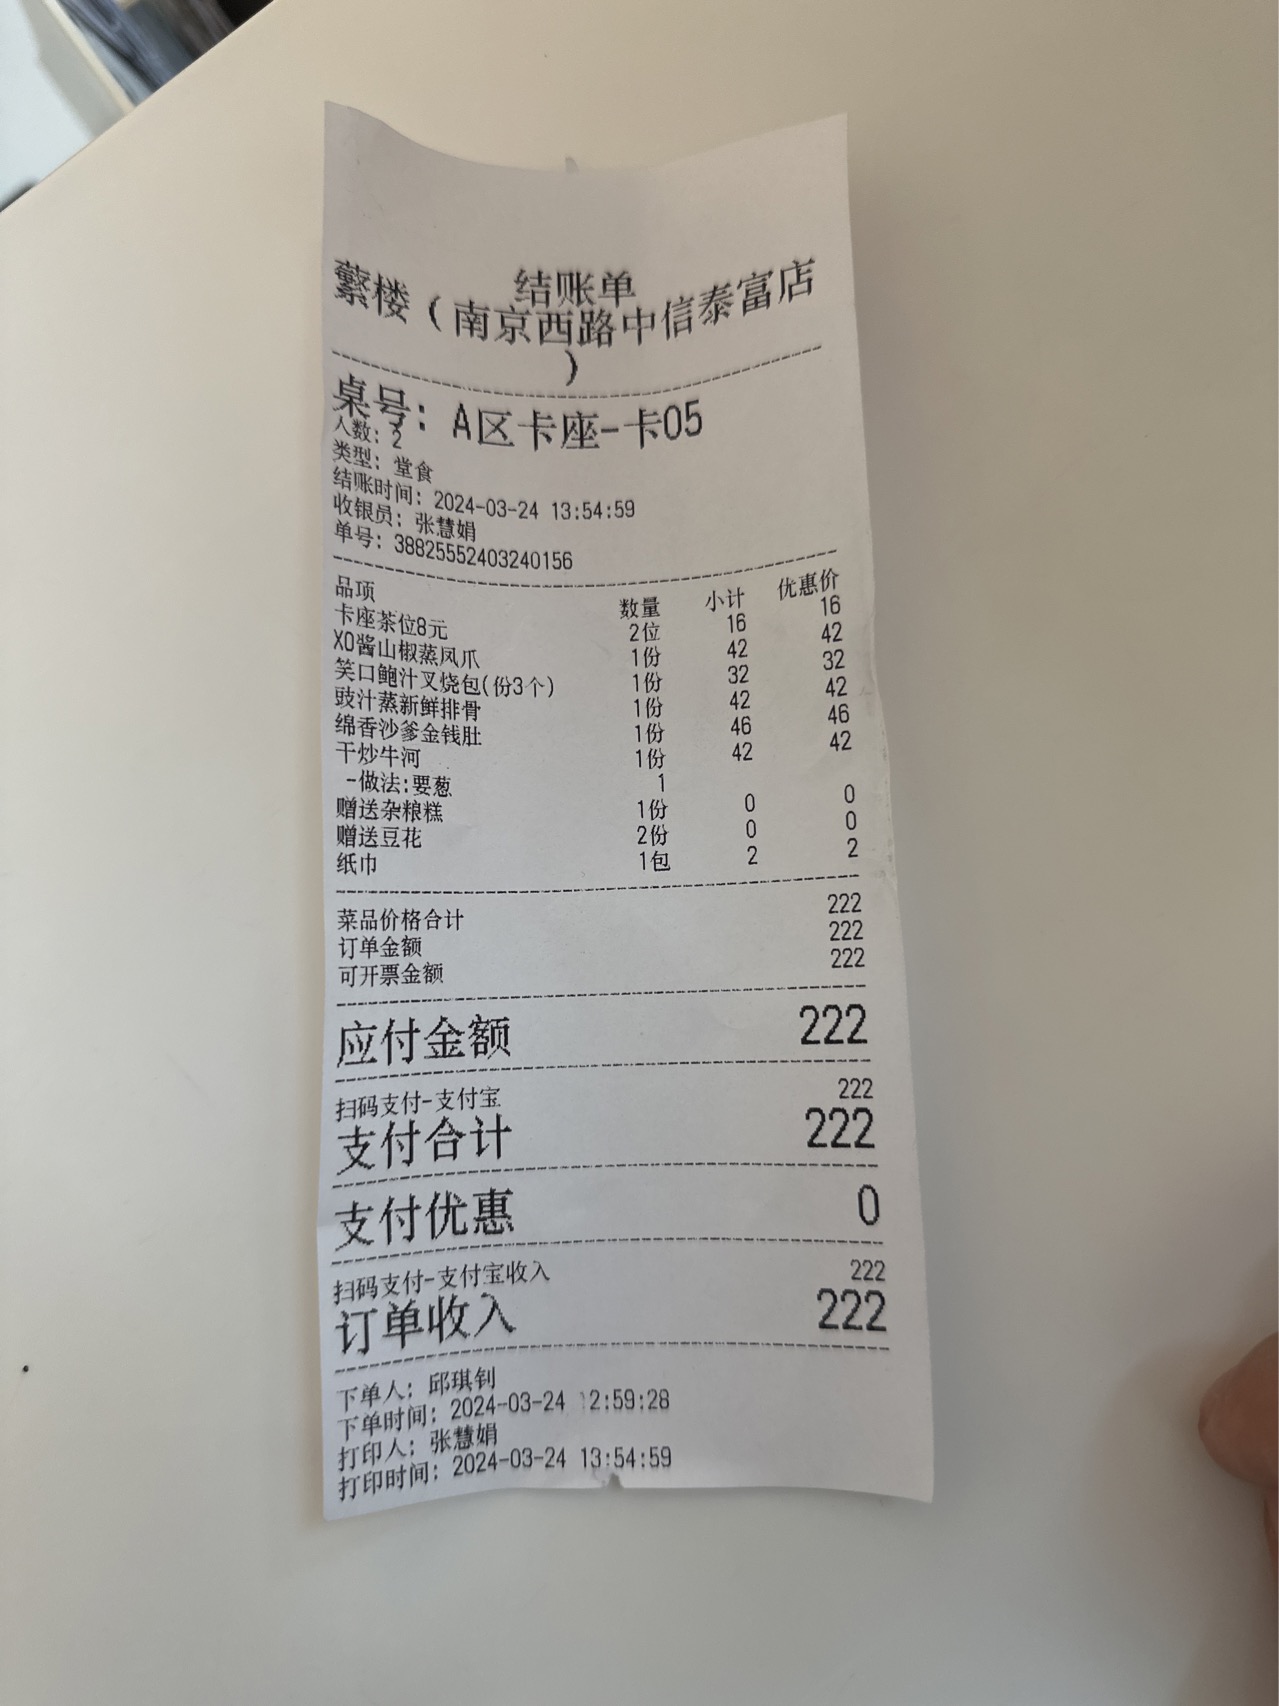 结账单
蘩楼（南京西路中信泰富店
）
桌号：A区卡座-卡05
人数：2
类型：堂食
结账时间：2024-03-24 13:54:59
收银员：张慧娟
单号：38825552403240156
品项 数量 小计 优惠价
卡座茶位8元 2位 16 16
XO酱山椒蒸凤爪 1份 42 42
笑口鲍汁叉烧包(份3个) 1份 32 32
豉汁蒸新鲜排骨 1份 42 42
绵香沙爹金钱肚 1份 46 46
干炒牛河 1份 42 42
-做法:要葱 1
赠送杂粮糕 1份 0 0
赠送豆花 2份 0 0
纸巾 1包 2 2
菜品价格合计 222
订单金额 222
可开票金额 222
应付金额 222
扫码支付-支付宝 222
支付合计 222
支付优惠 0
扫码支付-支付宝收入 222
订单收入 222
下单人：邱琪钊
下单时间：2024-03-24 12:59:28
打印人：张慧娟
打印时间：2024-03-24 13:54:59